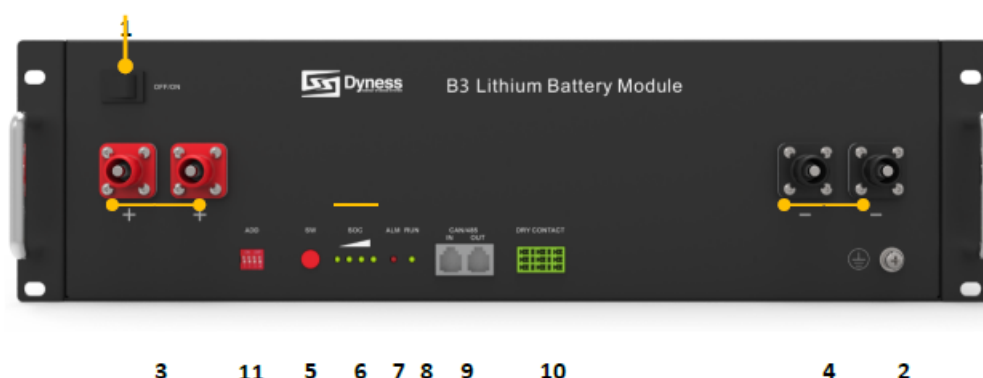 1
OFF/ON
Dyness
B3 Lithium Battery Module
+ +
- -
ADD SW SOC ALM RUN CAN/485 DRY CONTACT
IN OUT
3 11 5 6 7 8 9 10 4 2